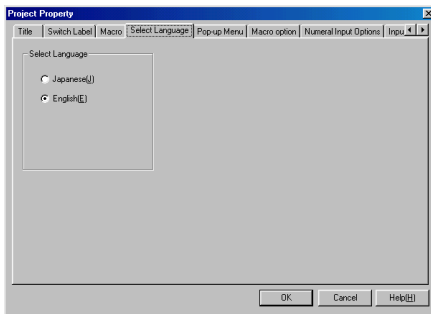 Project Property
Title Switch Label Macro Select Language Pop-up Menu Macro option Numeral Input Options Inpu
Select Language
Japanese(J)
English(E)
OK Cancel Help(H)